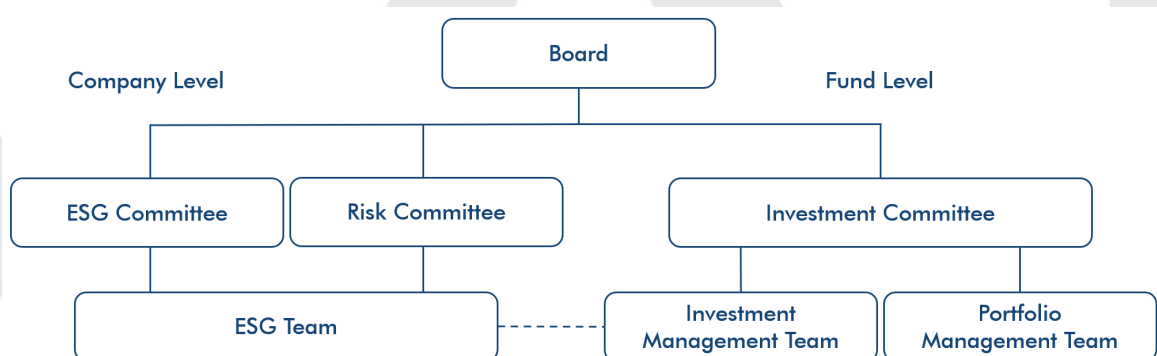 Board
Company Level
Fund Level
ESG Committee
Risk Committee
Investment Committee
ESG Team
Investment
Management Team
Portfolio
Management Team